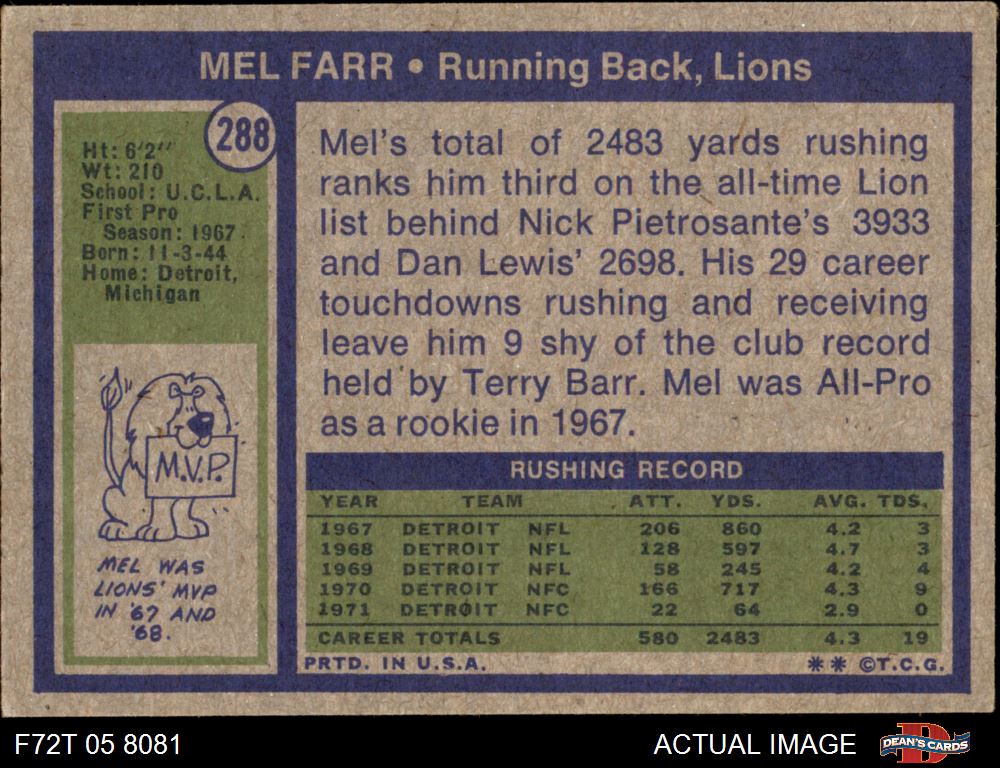 MEL FARR • Running Back, Lions
288
Ht: 6'2"
Wt: 210
School: U.C.L.A.
First Pro
Season: 1967
Born: 11-3-44
Home: Detroit,
Michigan
M.V.P.
MEL WAS
LIONS' MVP
IN '67 AND
'68.
Mel's total of 2483 yards rushing
ranks him third on the all-time Lion
list behind Nick Pietrosante's 3933
and Dan Lewis' 2698. His 29 career
touchdowns rushing and receiving
leave him 9 shy of the club record
held by Terry Barr. Mel was All-Pro
as a rookie in 1967.
RUSHING RECORD
YEAR TEAM ATT. YDS. AVG. TDS.
1967 DETROIT NFL 206 860 4.2 3
1968 DETROIT NFL 128 597 4.7 3
1969 DETROIT NFL 58 245 4.2 4
1970 DETROIT NFC 166 717 4.3 9
1971 DETROIT NFC 22 64 2.9 0
CAREER TOTALS 580 2483 4.3 19
PRTD. IN U.S.A. ** ©T.C.G.
F72T 05 8081 ACTUAL IMAGE DEAN'S CARDS